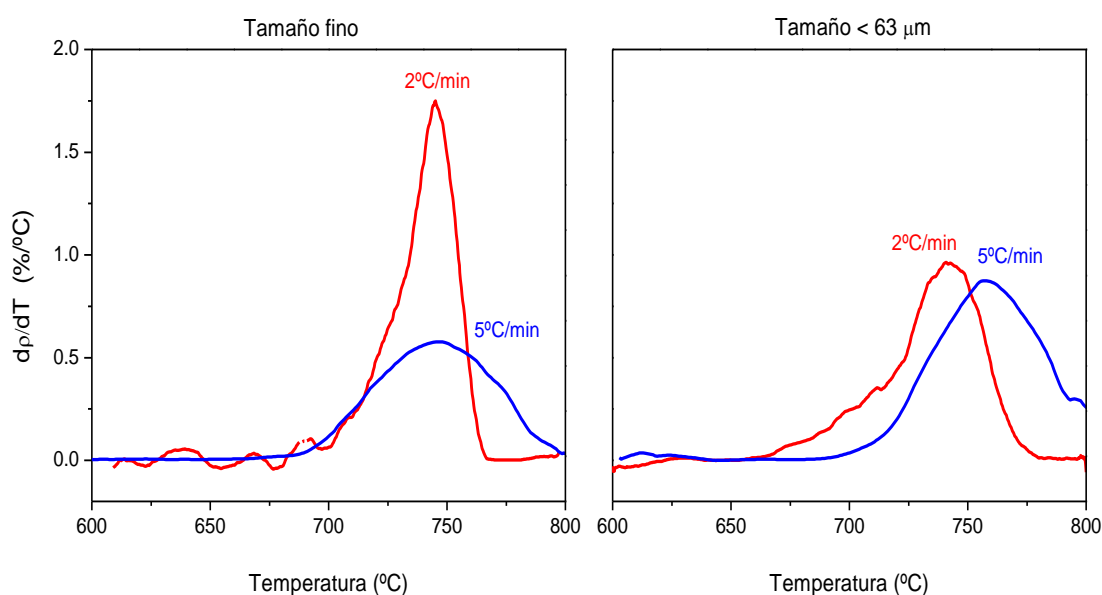 Tamaño fino
Tamaño < 63 μm
2.0
1.5
1.0
0.5
0.0
dρ/dT (%/ºC)
2ºC/min
5ºC/min
2ºC/min
5ºC/min
600 650 700 750 800
600 650 700 750 800
Temperatura (ºC)
Temperatura (ºC)